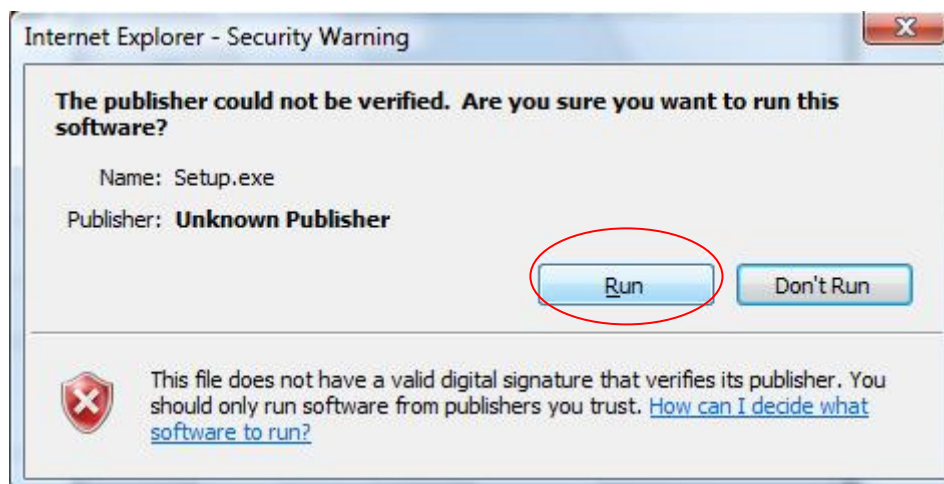 Internet Explorer - Security Warning
The publisher could not be verified. Are you sure you want to run this
software?
Name: Setup.exe
Publisher: Unknown Publisher
Run Don't Run
This file does not have a valid digital signature that verifies its publisher. You
should only run software from publishers you trust. How can I decide what
software to run?